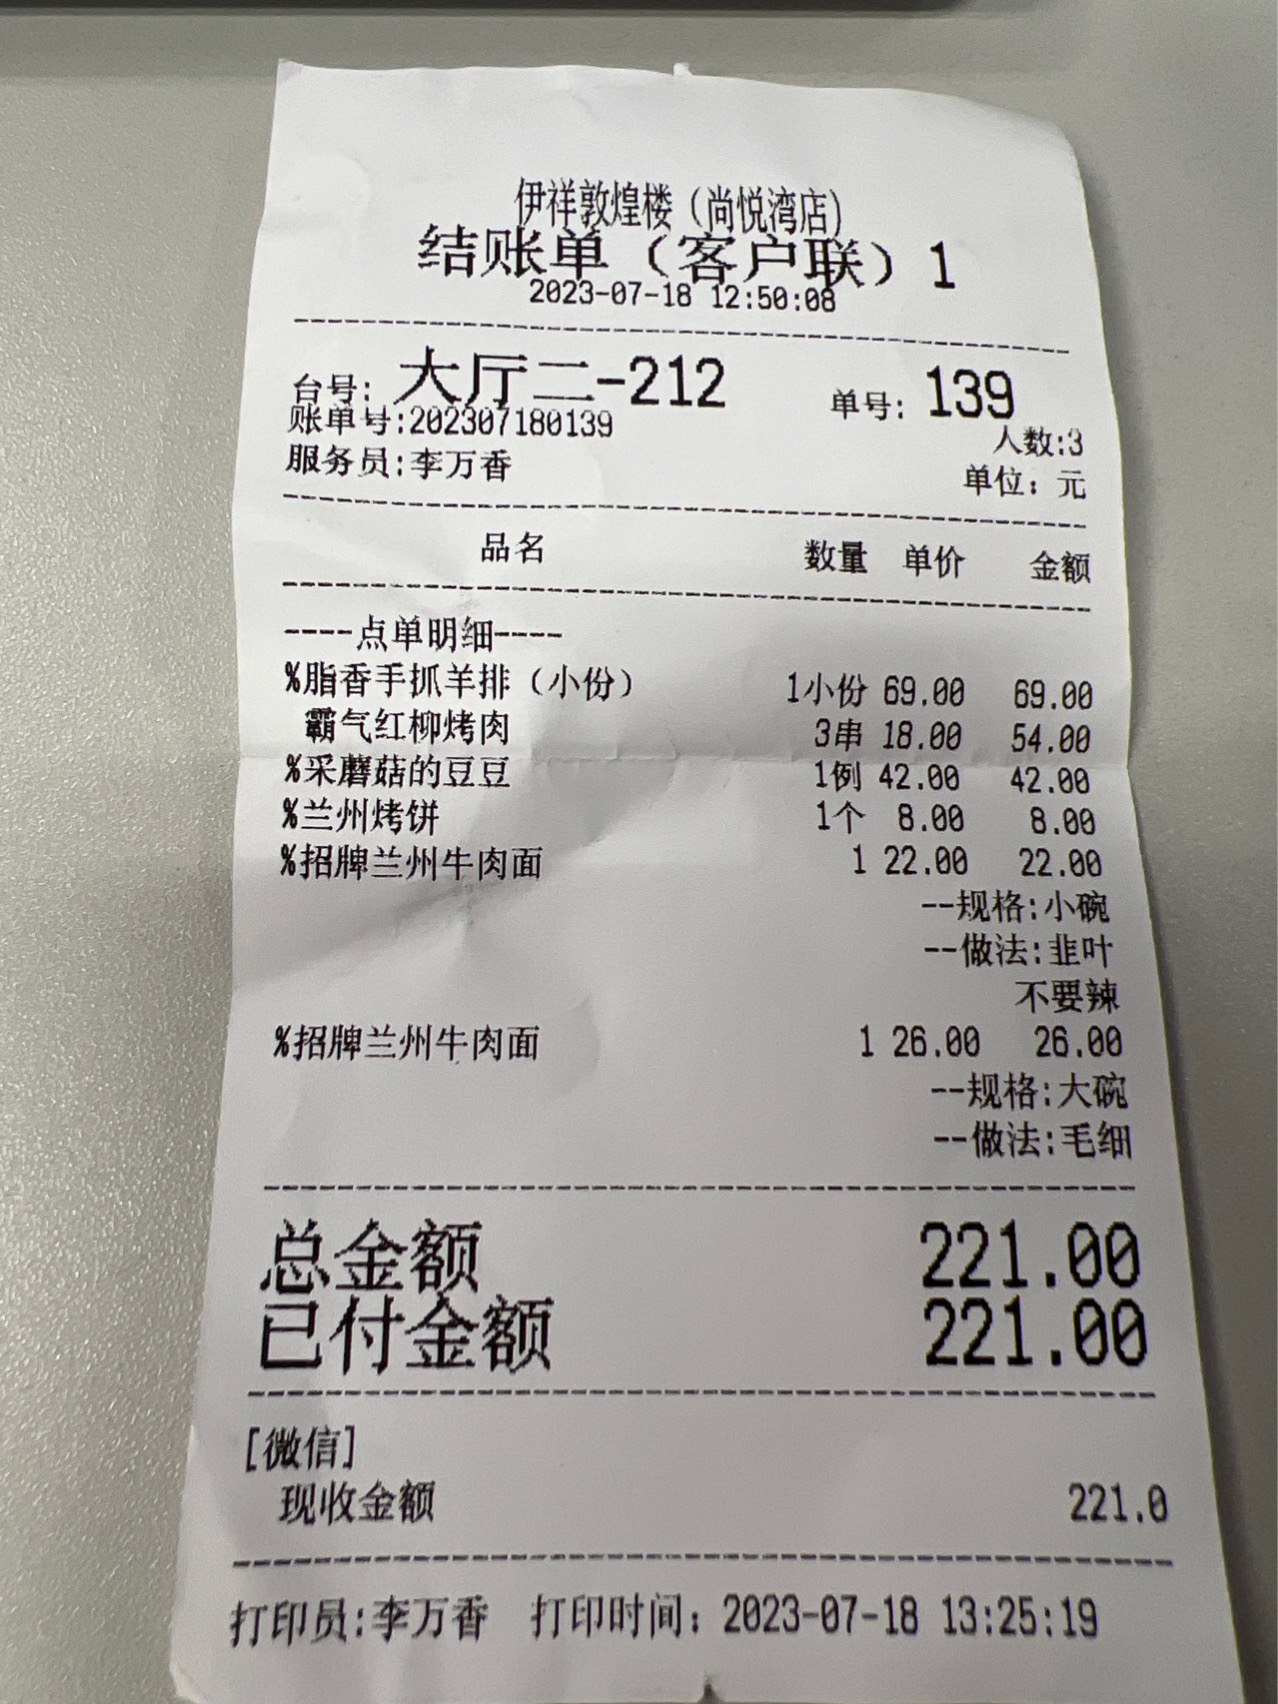 伊祥敦煌楼（尚悦湾店）
结账单（客户联）1
2023-07-18 12:50:08
台号: 大厅二-212 单号: 139
账单号:202307180139 人数:3
服务员:李万香 单位: 元
品名 数量 单价 金额
----点单明细----
%脂香手抓羊排（小份） 1小份 69.00 69.00
霸气红柳烤肉 3串 18.00 54.00
%采蘑菇的豆豆 1例 42.00 42.00
%兰州烤饼 1个 8.00 8.00
%招牌兰州牛肉面 1 22.00 22.00
--规格:小碗
--做法:韭叶
不要辣
%招牌兰州牛肉面 1 26.00 26.00
--规格:大碗
--做法:毛细
总金额 221.00
已付金额 221.00
[微信]
现收金额 221.0
打印员:李万香 打印时间: 2023-07-18 13:25:19